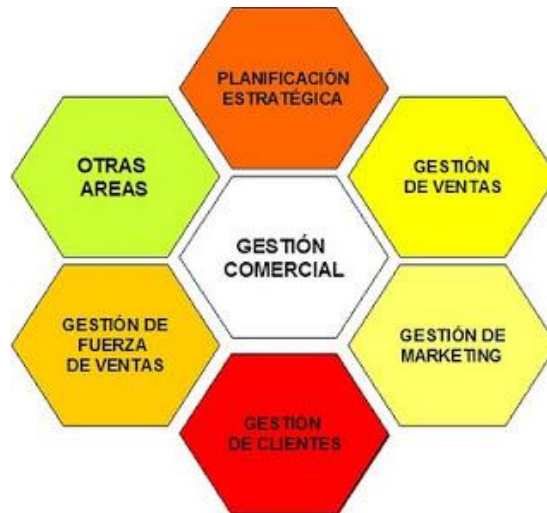 PLANIFICACIÓN
ESTRATÉGICA
OTRAS
AREAS
GESTIÓN
DE VENTAS
GESTIÓN
COMERCIAL
GESTIÓN DE
FUERZA
DE VENTAS
GESTIÓN DE
MARKETING
GESTIÓN
DE CLIENTES